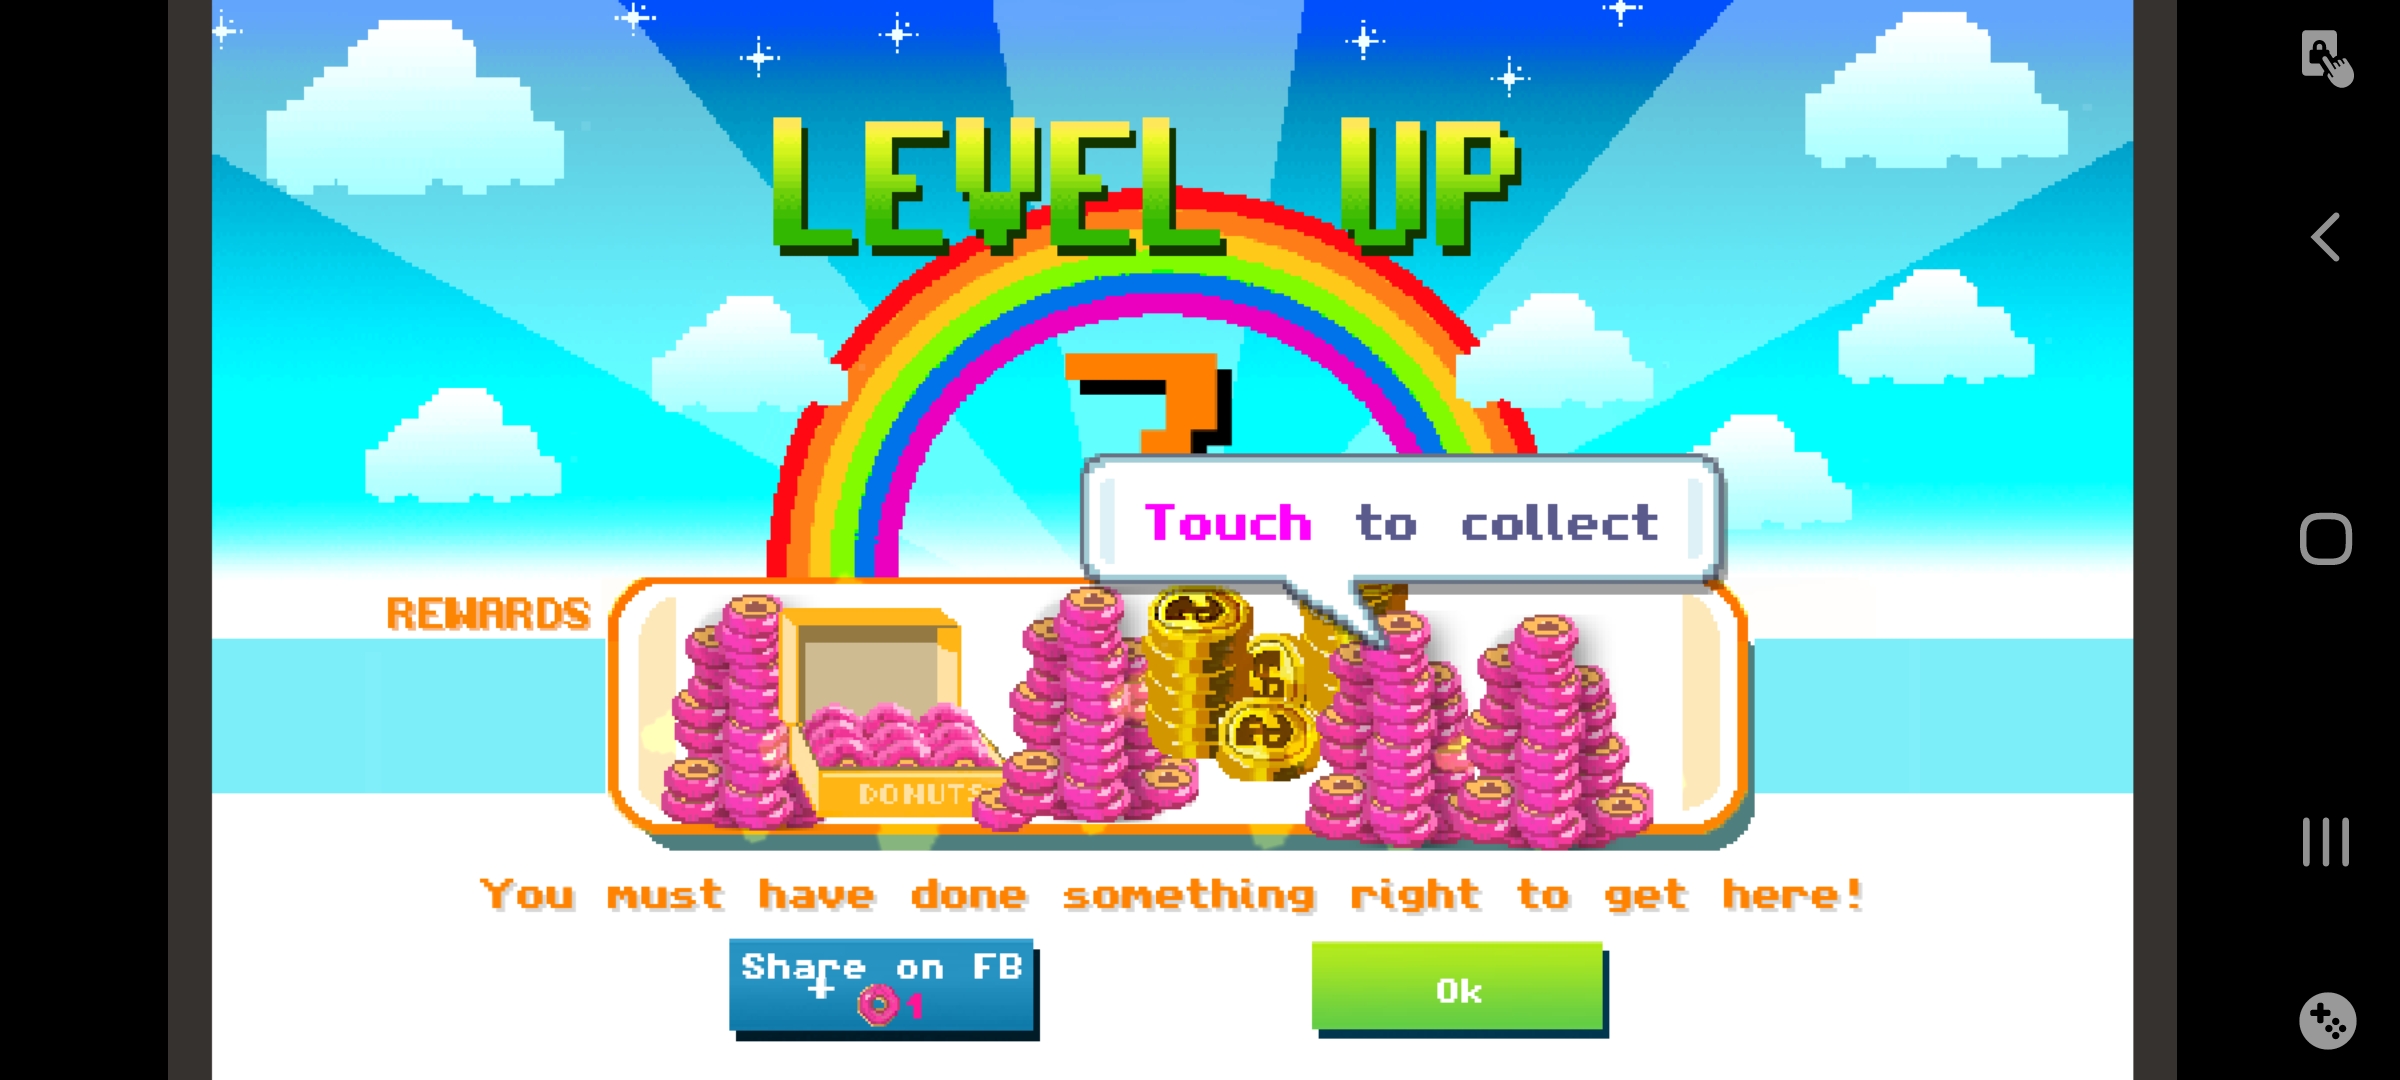 LEVEL UP
7
Touch to collect
REWARDS
DONUTS
You must have done something right to get here!
Share on FB
+ 1
Ok